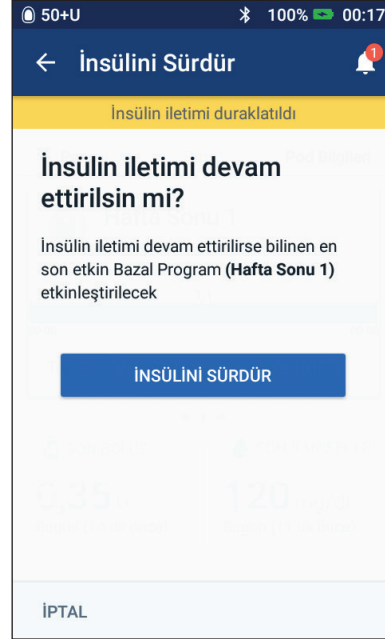 50+U 100% 00:17
İnsülini Sürdür
1
İnsülin iletimi duraklatıldı
İnsülin iletimi devam
ettirilsin mi?
İnsülin iletimi devam ettirilirse bilinen en
son etkin Bazal Program (Hafta Sonu 1)
etkinleştirilecek
İNSÜLİNİ SÜRDÜR
İPTAL